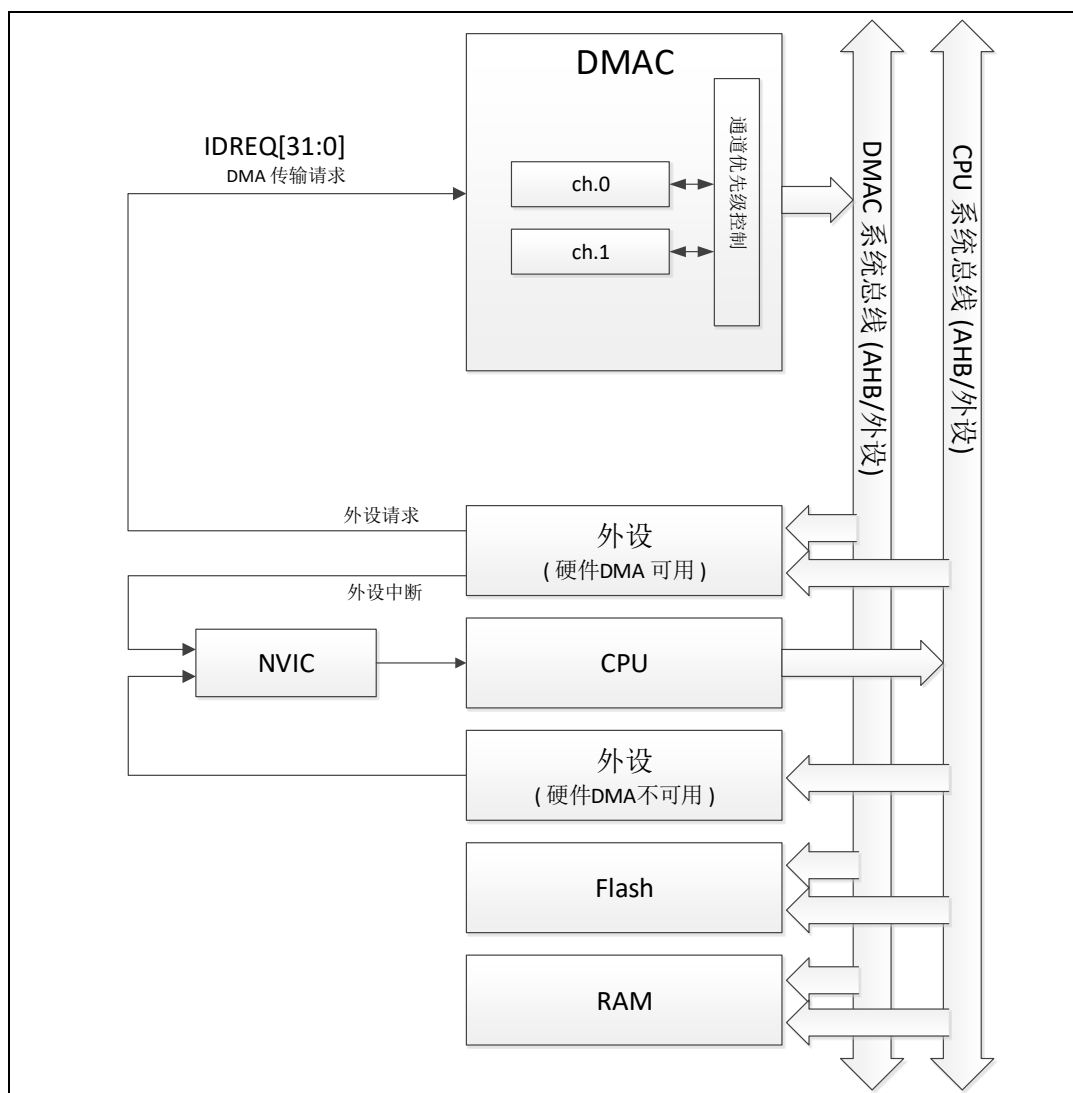 DMAC
IDREQ[31:0]
DMA 传输请求
ch.0
ch.1
通道优先级控制
DMAC 系统总线 (AHB/外设)
CPU 系统总线 (AHB/外设)
外设请求
外设
( 硬件DMA 可用 )
外设中断
NVIC
CPU
外设
( 硬件DMA不可用 )
Flash
RAM